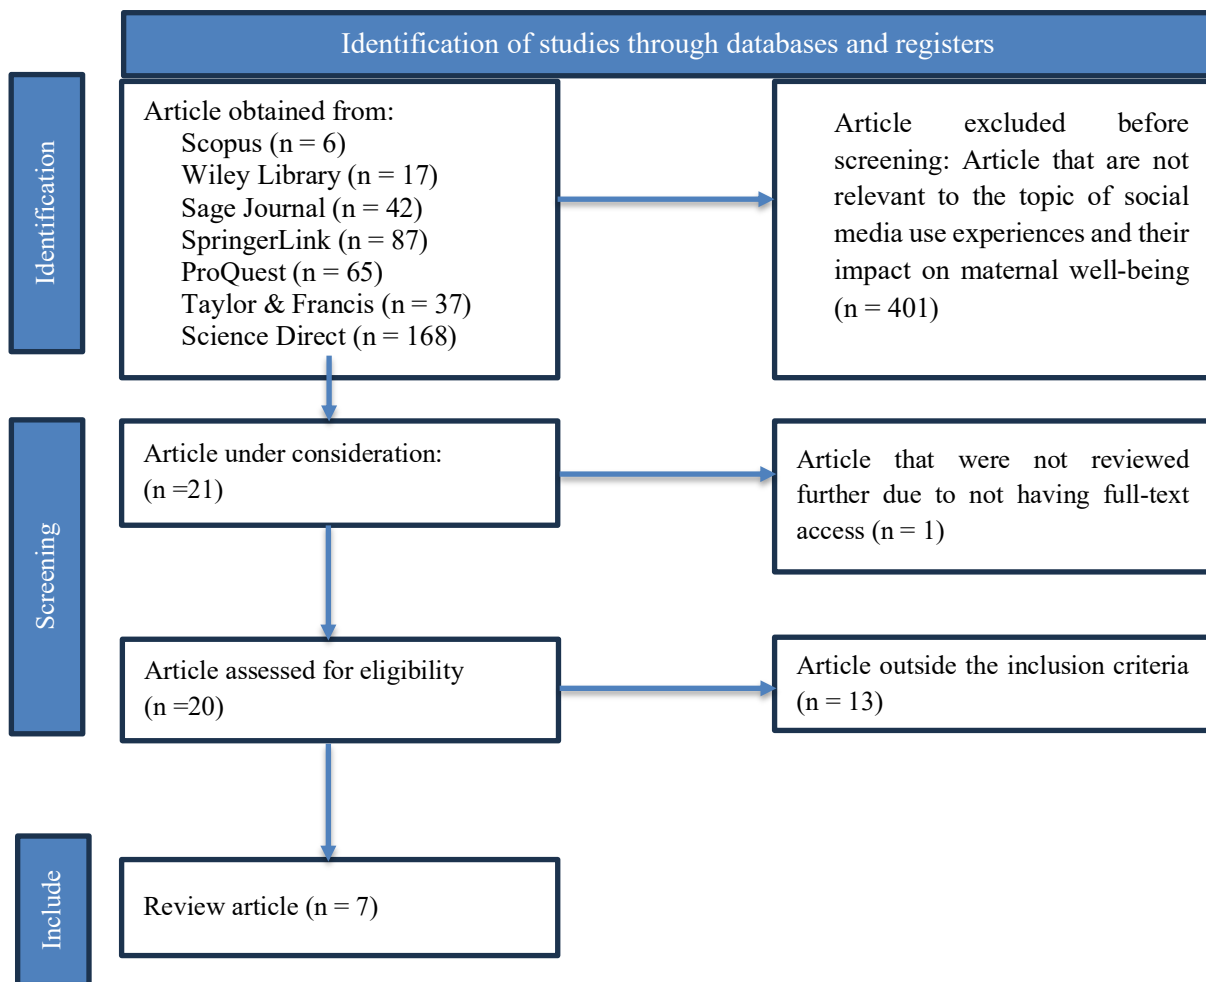 Identification of studies through databases and registers
Identification
Article obtained from:
Scopus (n = 6)
Wiley Library (n = 17)
Sage Journal (n = 42)
SpringerLink (n = 87)
ProQuest (n = 65)
Taylor & Francis (n = 37)
Science Direct (n = 168)
Article excluded before
screening: Article that are not
relevant to the topic of social
media use experiences and their
impact on maternal well-being
(n = 401)
Screening
Article under consideration:
(n =21)
Article that were not reviewed
further due to not having full-text
access (n = 1)
Article assessed for eligibility
(n =20)
Article outside the inclusion criteria
(n = 13)
Include
Review article (n = 7)